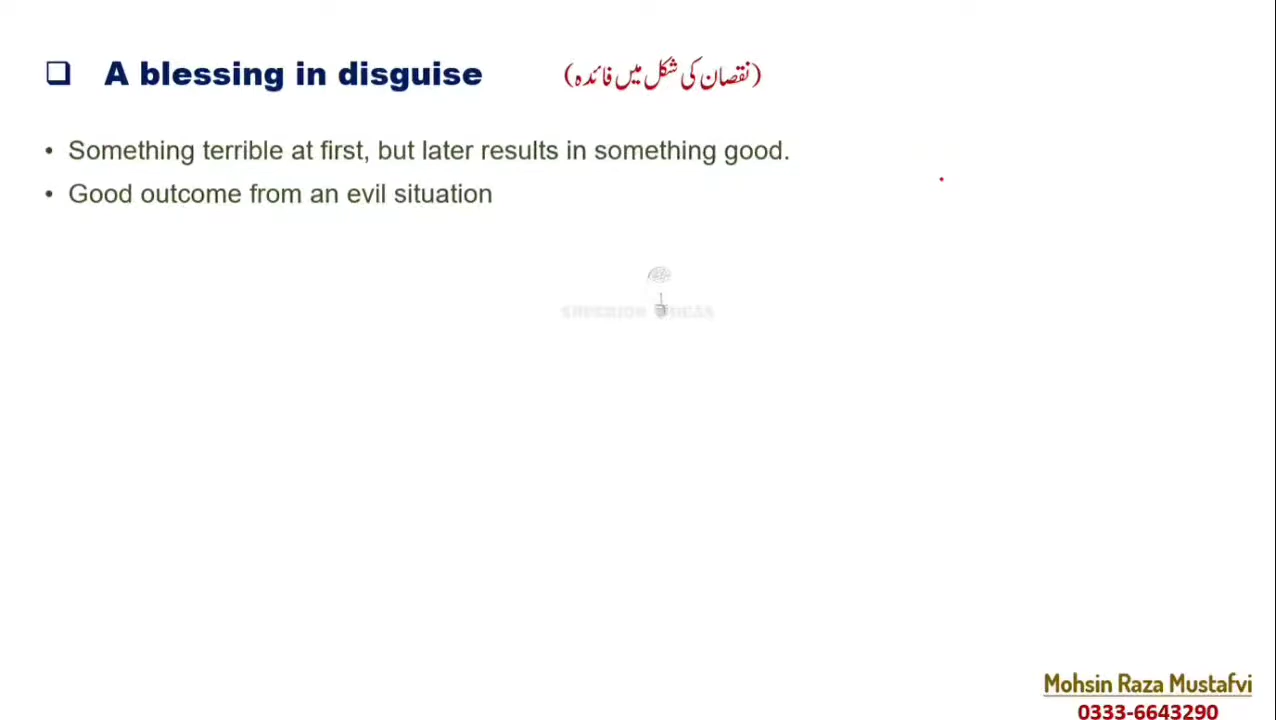 ❑ A blessing in disguise (نقصان کی شکل میں فائدہ)
• Something terrible at first, but later results in something good.
• Good outcome from an evil situation
Mohsin Raza Mustafvi
0333-6643290